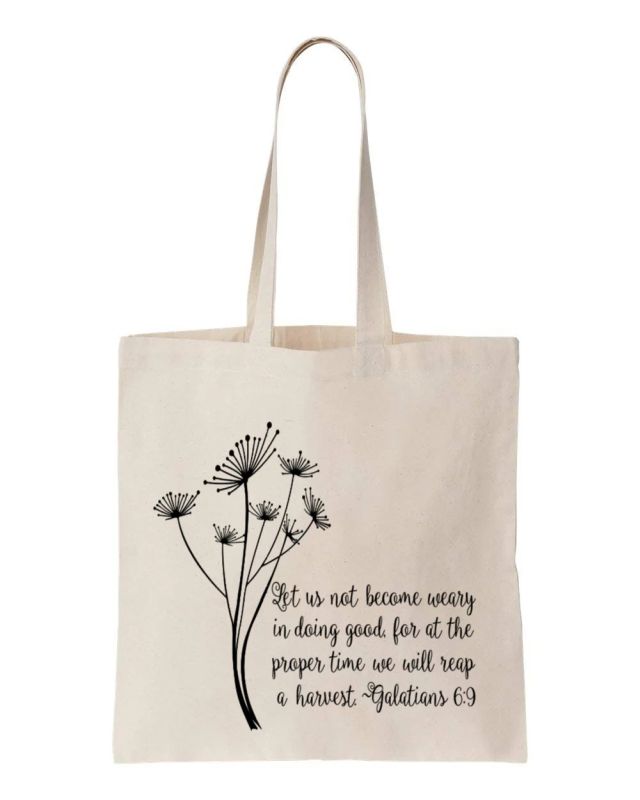 Let us not become weary
in doing good, for at the
proper time we will reap
a harvest. ~Galatians 6:9